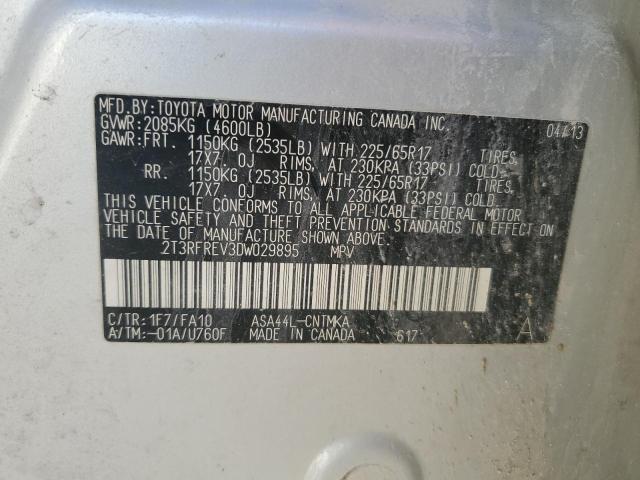 MFD.BY:TOYOTA MOTOR MANUFACTURING CANADA INC. 04/13
GVWR:2085KG (4600LB)
GAWR:FRT. 1150KG (2535LB) WITH 225/65R17 TIRES,
17X7.0J RIMS, AT 230KPA (33PSI) COLD.
RR. 1150KG (2535LB) WITH 225/65R17 TIRES,
17X7.0J RIMS, AT 230KPA (33PSI) COLD.
THIS VEHICLE CONFORMS TO ALL APPLICABLE FEDERAL MOTOR
VEHICLE SAFETY AND THEFT PREVENTION STANDARDS IN EFFECT ON
THE DATE OF MANUFACTURE SHOWN ABOVE.
2T3RFREV3DW029895 MPV
C/TR:1F7/FA10 ASA44L-CNTMKA
A/TM:-01A/U760F MADE IN CANADA 617 A